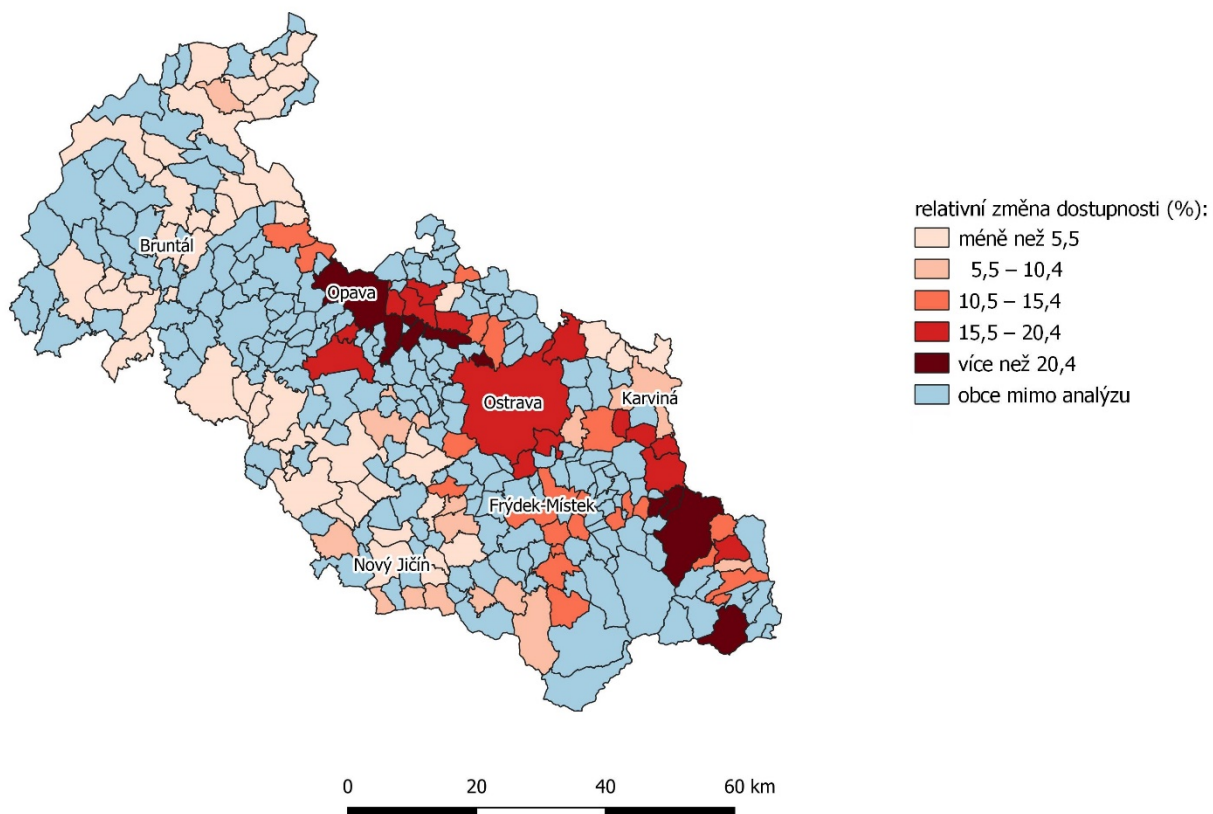 relativní změna dostupnosti (%):
méně než 5,5
5,5 – 10,4
10,5 – 15,4
15,5 – 20,4
více než 20,4
obce mimo analýzu
Bruntál
Opava
Ostrava
Karviná
Frýdek-Místek
Nový Jičín
0 20 40 60 km